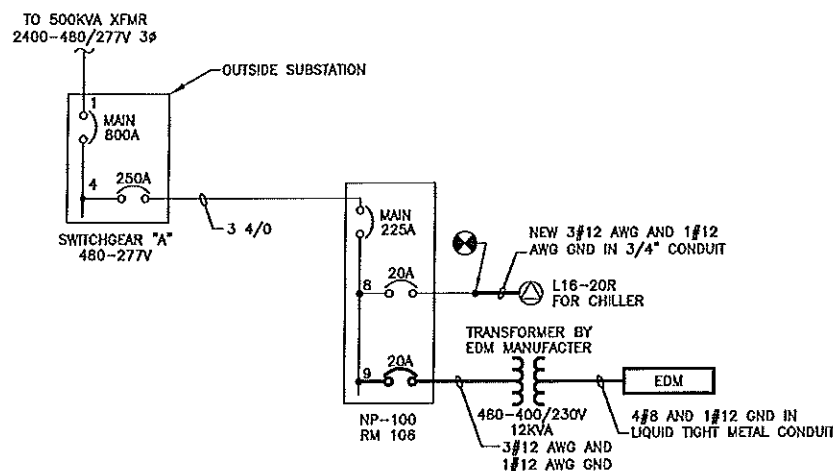 TO 500KVA XFMR
2400-480/277V 3ø
OUTSIDE SUBSTATION
1
MAIN
800A
4
250A
3 4/0
SWITCHGEAR "A"
480-277V
MAIN
225A
NEW 3#12 AWG AND 1#12
AWG GND IN 3/4" CONDUIT
8
20A
L16-20R
FOR CHILLER
TRANSFORMER BY
EDM MANUFACTER
9
20A
EDM
480-400/230V
12KVA
NP-100
RM 106
3#12 AWG AND
1#12 AWG GND
4#8 AND 1#12 GND IN
LIQUID TIGHT METAL CONDUIT